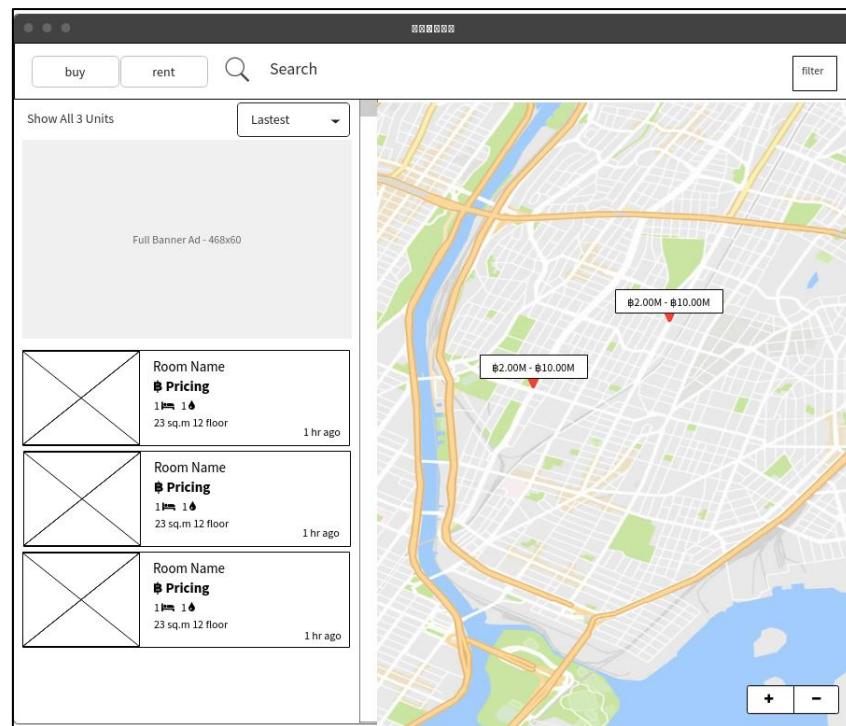 buy
rent
Search
filter
Show All 3 Units
Lastest
Full Banner Ad - 468x60
Room Name
฿ Pricing
1 1
23 sq.m 12 floor
1 hr ago
Room Name
฿ Pricing
1 1
23 sq.m 12 floor
1 hr ago
Room Name
฿ Pricing
1 1
23 sq.m 12 floor
1 hr ago
฿2.00M - ฿10.00M
฿2.00M - ฿10.00M
+ −